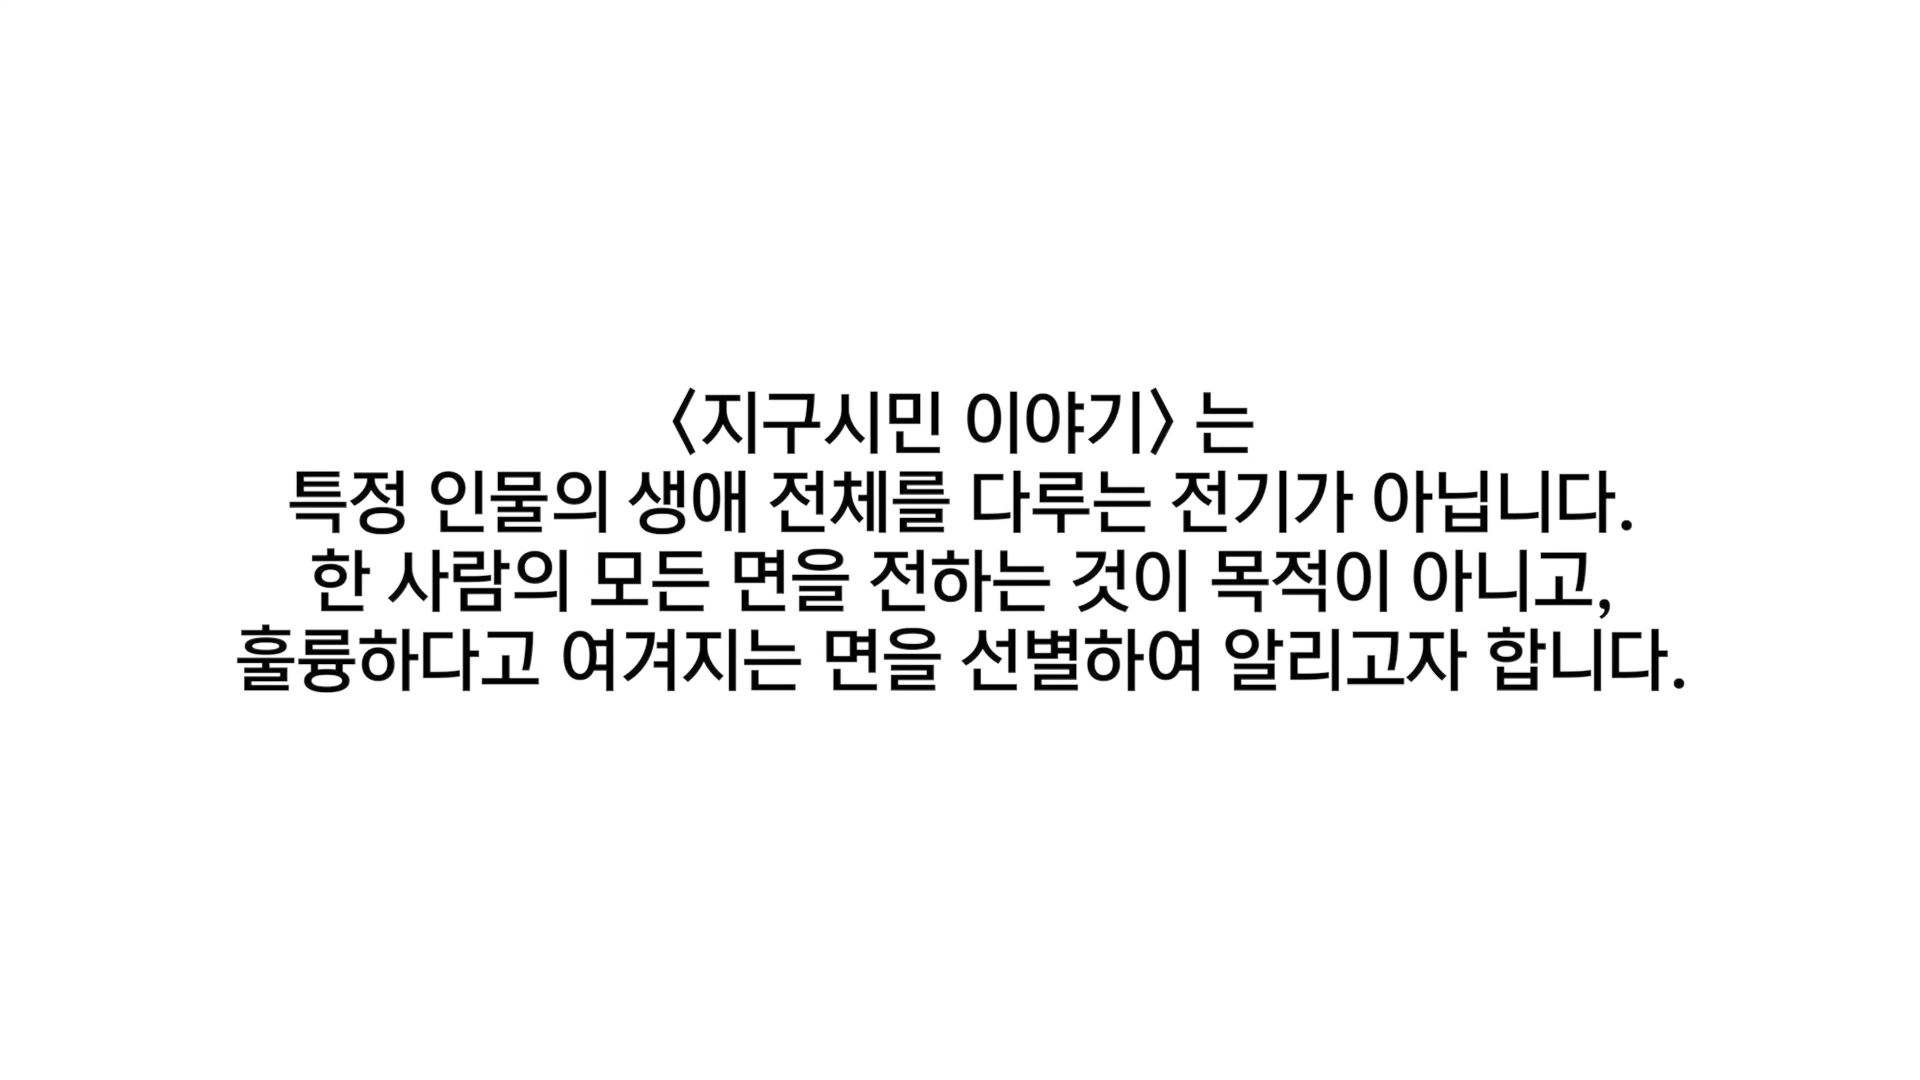 〈지구시민 이야기〉 는
특정 인물의 생애 전체를 다루는 전기가 아닙니다.
한 사람의 모든 면을 전하는 것이 목적이 아니고,
훌륭하다고 여겨지는 면을 선별하여 알리고자 합니다.